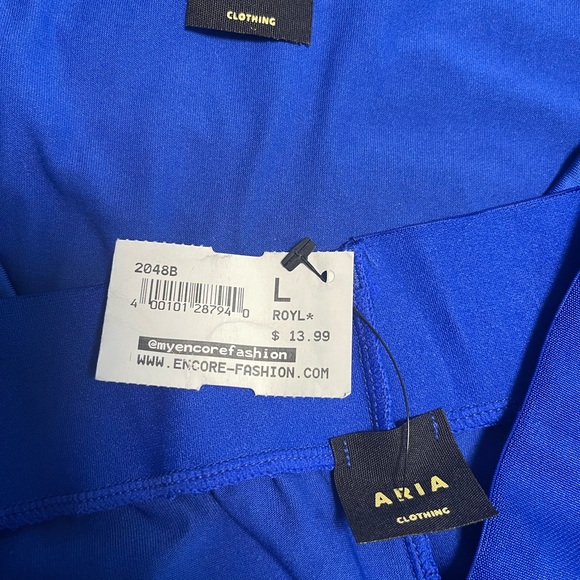 CLOTHING
2048B
4 00101 28794 0
L
ROYL*
$ 13.99
@myencorefashion
WWW.ENCORE-FASHION.COM
ARIA
CLOTHING